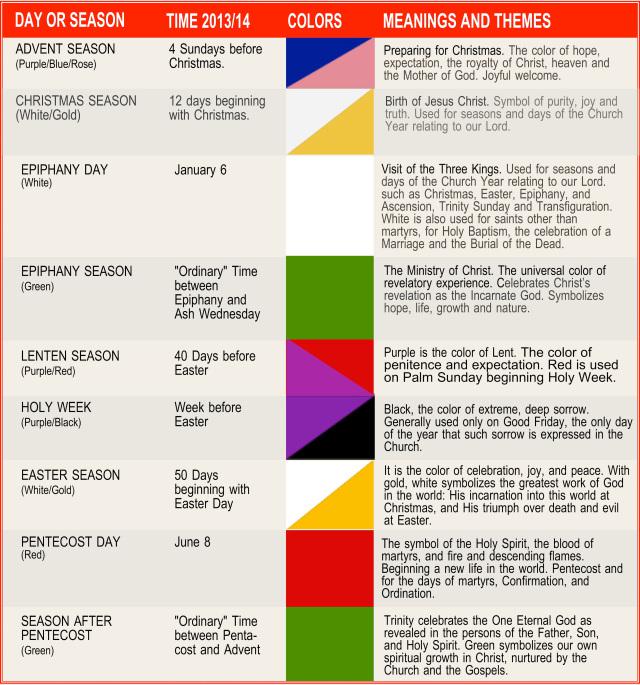 DAY OR SEASON TIME 2013/14 COLORS MEANINGS AND THEMES
ADVENT SEASON
(Purple/Blue/Rose)
4 Sundays before
Christmas.
Preparing for Christmas. The color of hope,
expectation, the royalty of Christ, heaven and
the Mother of God. Joyful welcome.
CHRISTMAS SEASON
(White/Gold)
12 days beginning
with Christmas.
Birth of Jesus Christ. Symbol of purity, joy and
truth. Used for seasons and days of the Church
Year relating to our Lord.
EPIPHANY DAY
(White)
January 6
Visit of the Three Kings. Used for seasons and
days of the Church Year relating to our Lord.
such as Christmas, Easter, Epiphany, and
Ascension, Trinity Sunday and Transfiguration.
White is also used for saints other than
martyrs, for Holy Baptism, the celebration of a
Marriage and the Burial of the Dead.
EPIPHANY SEASON
(Green)
"Ordinary" Time
between
Epiphany and
Ash Wednesday
The Ministry of Christ. The universal color of
revelatory experience. Celebrates Christ's
revelation as the Incarnate God. Symbolizes
hope, life, growth and nature.
LENTEN SEASON
(Purple/Red)
40 Days before
Easter
Purple is the color of Lent. The color of
penitence and expectation. Red is used
on Palm Sunday beginning Holy Week.
HOLY WEEK
(Purple/Black)
Week before
Easter
Black, the color of extreme, deep sorrow.
Generally used only on Good Friday, the only day
of the year that such sorrow is expressed in the
Church.
EASTER SEASON
(White/Gold)
50 Days
beginning with
Easter Day
It is the color of celebration, joy, and peace. With
gold, white symbolizes the greatest work of God
in the world: His incarnation into this world at
Christmas, and His triumph over death and evil
at Easter.
PENTECOST DAY
(Red)
June 8
The symbol of the Holy Spirit, the blood of
martyrs, and fire and descending flames.
Beginning a new life in the world. Pentecost and
for the days of martyrs, Confirmation, and
Ordination.
SEASON AFTER
PENTECOST
(Green)
"Ordinary" Time
between Penta-
cost and Advent
Trinity celebrates the One Eternal God as
revealed in the persons of the Father, Son,
and Holy Spirit. Green symbolizes our own
spiritual growth in Christ, nurtured by the
Church and the Gospels.